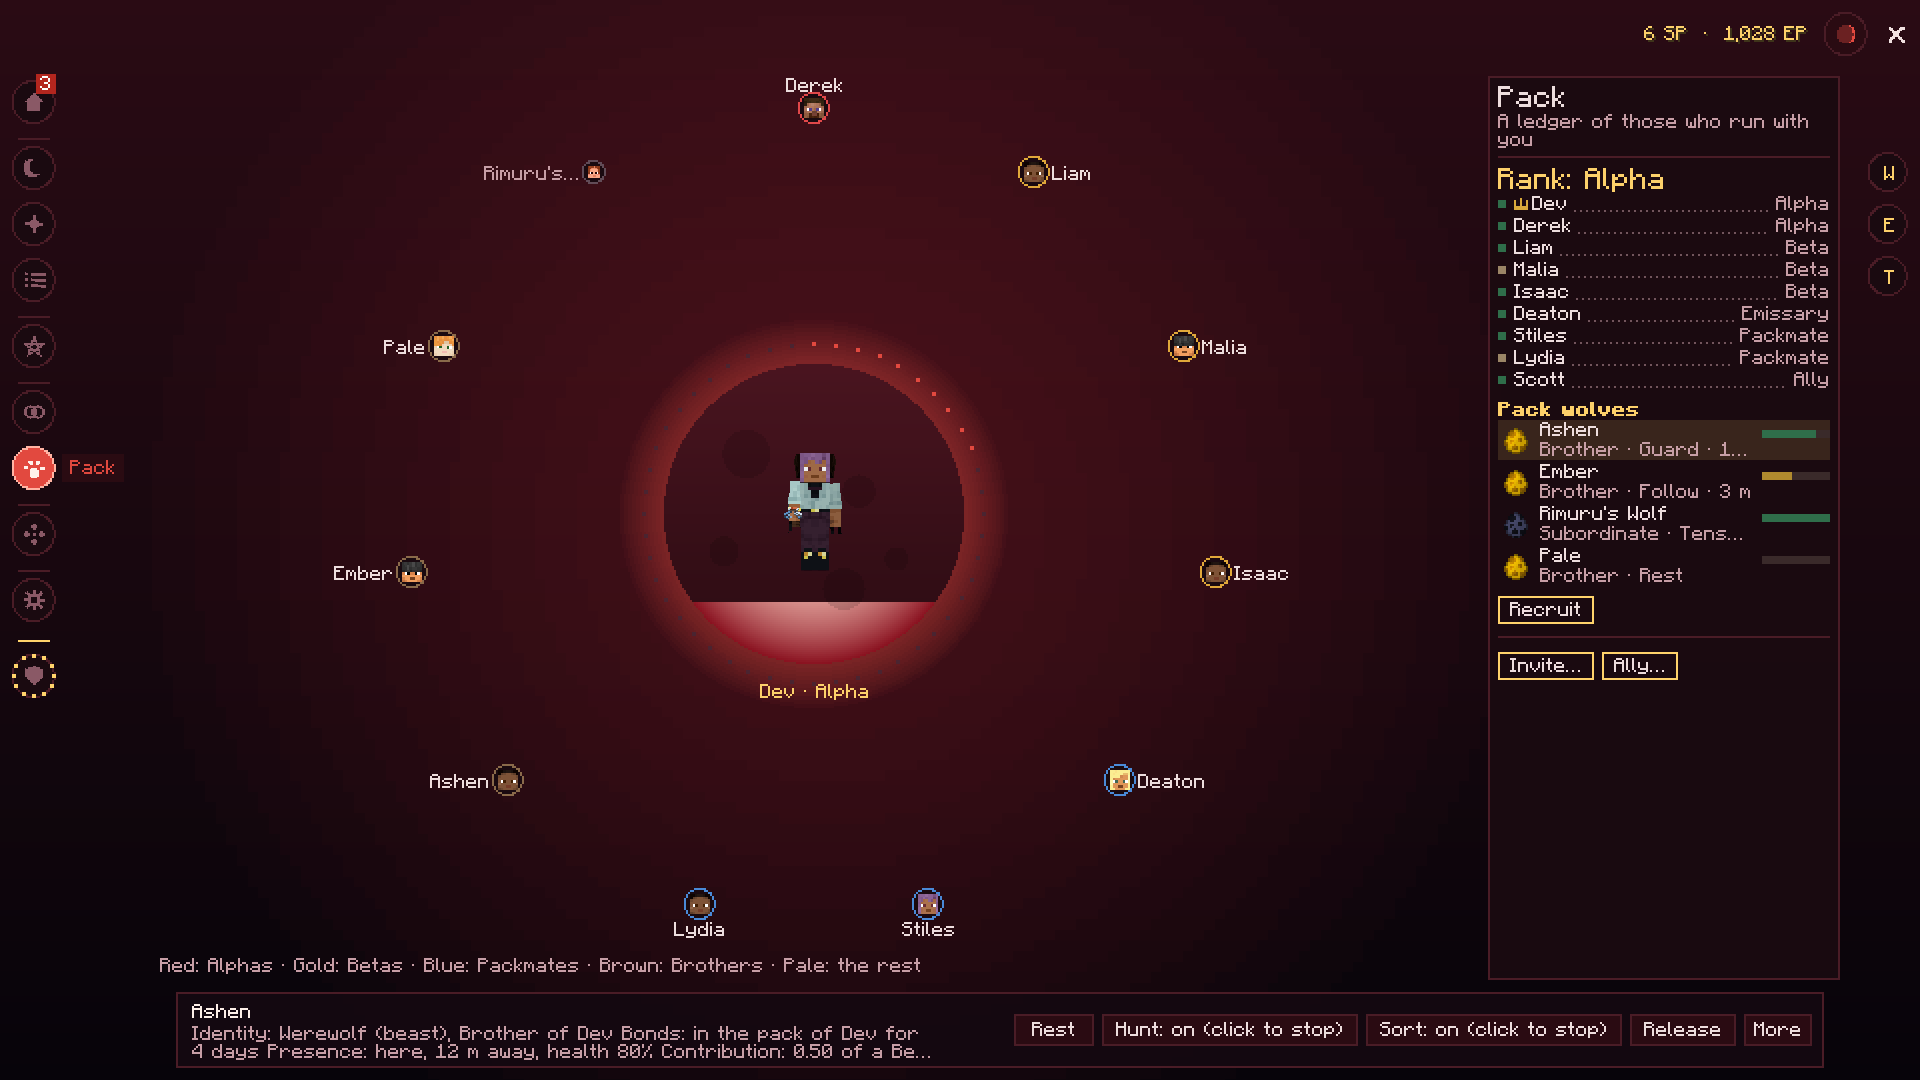 6 SP · 1,028 EP
3
Derek
Rimuru's...
Liam
Pale
Malia
Pack
Ember
Isaac
Dev · Alpha
Ashen
Deaton
Lydia
Stiles
Red: Alphas · Gold: Betas · Blue: Packmates · Brown: Brothers · Pale: the rest
Pack
A ledger of those who run with
you
Rank: Alpha
Dev Alpha
Derek Alpha
Liam Beta
Malia Beta
Isaac Beta
Deaton Emissary
Stiles Packmate
Lydia Packmate
Scott Ally
Pack wolves
Ashen
Brother · Guard · 1...
Ember
Brother · Follow · 3 m
Rimuru's Wolf
Subordinate · Tens...
Pale
Brother · Rest
Recruit
Invite... Ally...
W
E
T
Ashen
Identity: Werewolf (beast), Brother of Dev Bonds: in the pack of Dev for
4 days Presence: here, 12 m away, health 80% Contribution: 0.50 of a Be...
Rest Hunt: on (click to stop) Sort: on (click to stop) Release More